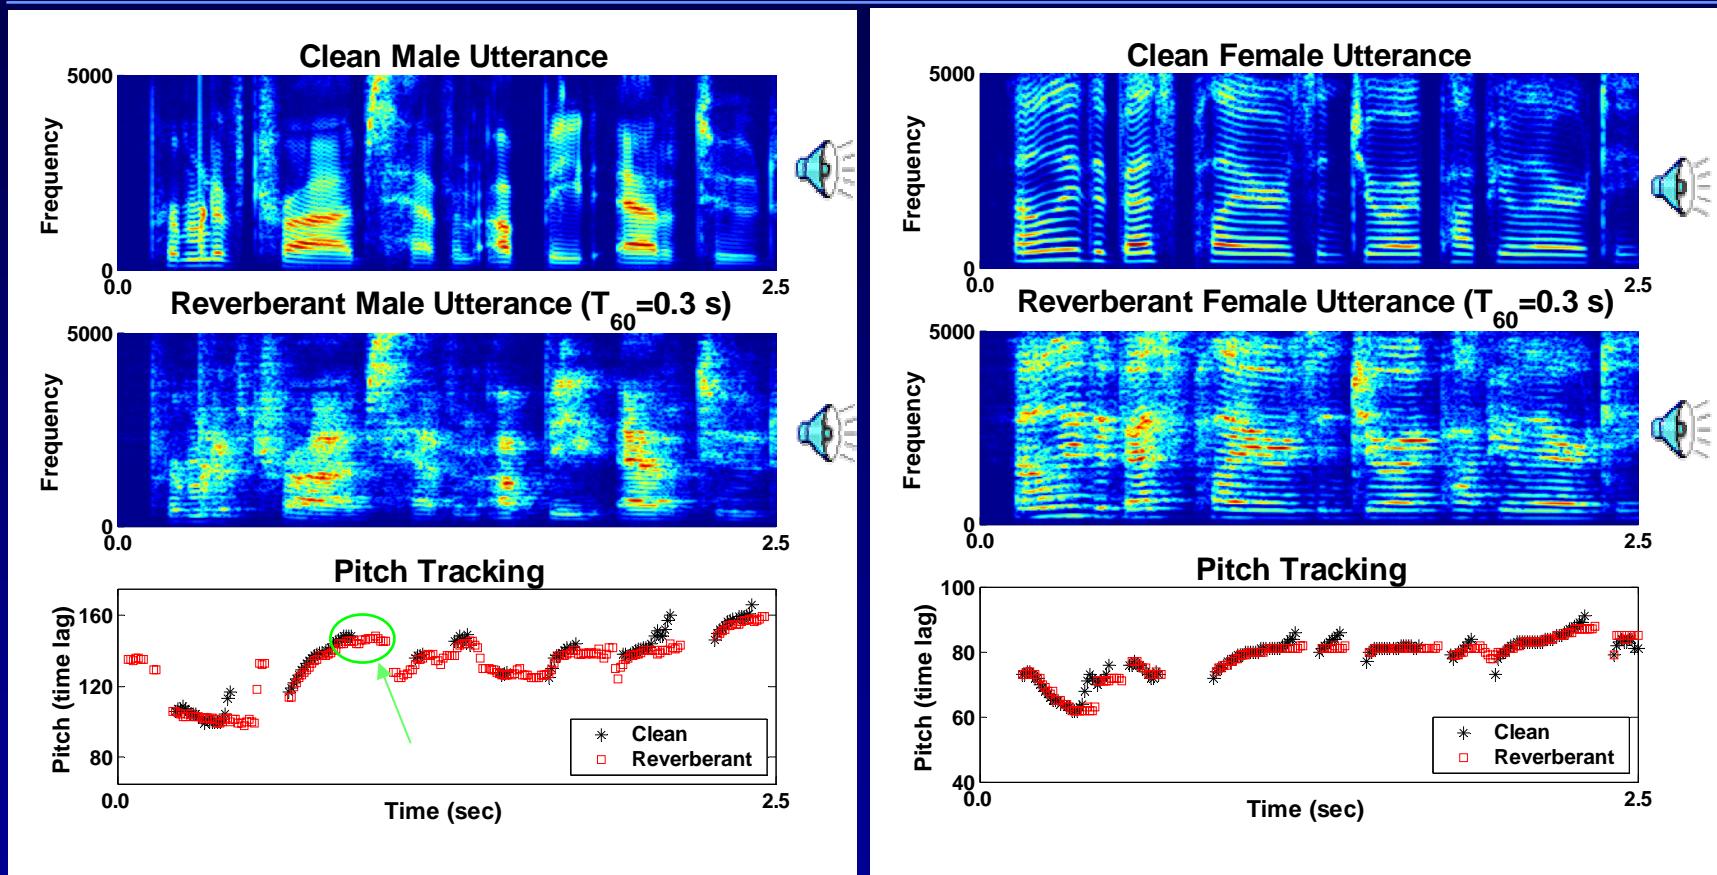 Clean Male Utterance
5000
Frequency
0
0.0
2.5
Reverberant Male Utterance (T60=0.3 s)
5000
Frequency
0
0.0
2.5
Pitch Tracking
160
120
80
Pitch (time lag)
Clean
Reverberant
0.0
2.5
Time (sec)
Clean Female Utterance
5000
Frequency
0
0.0
2.5
Reverberant Female Utterance (T60=0.3 s)
5000
Frequency
0
0.0
2.5
Pitch Tracking
100
80
60
40
Pitch (time lag)
Clean
Reverberant
0.0
2.5
Time (sec)